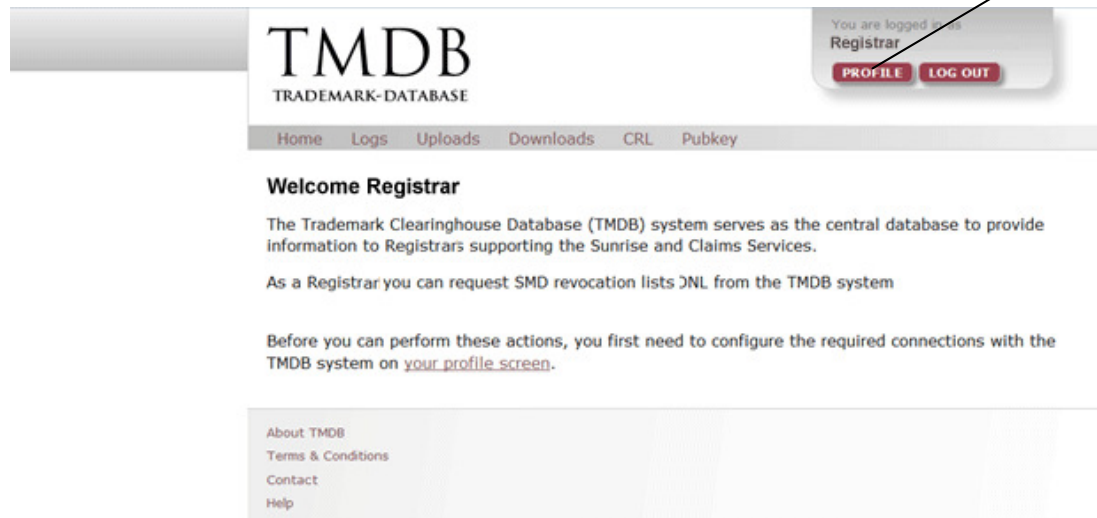 You are logged in as
Registrar
PROFILE LOG OUT
TMDB
TRADEMARK-DATABASE
Home Logs Uploads Downloads CRL Pubkey
Welcome Registrar
The Trademark Clearinghouse Database (TMDB) system serves as the central database to provide
information to Registrars supporting the Sunrise and Claims Services.
As a Registrar you can request SMD revocation lists DNL from the TMDB system
Before you can perform these actions, you first need to configure the required connections with the
TMDB system on your profile screen.
About TMDB
Terms & Conditions
Contact
Help